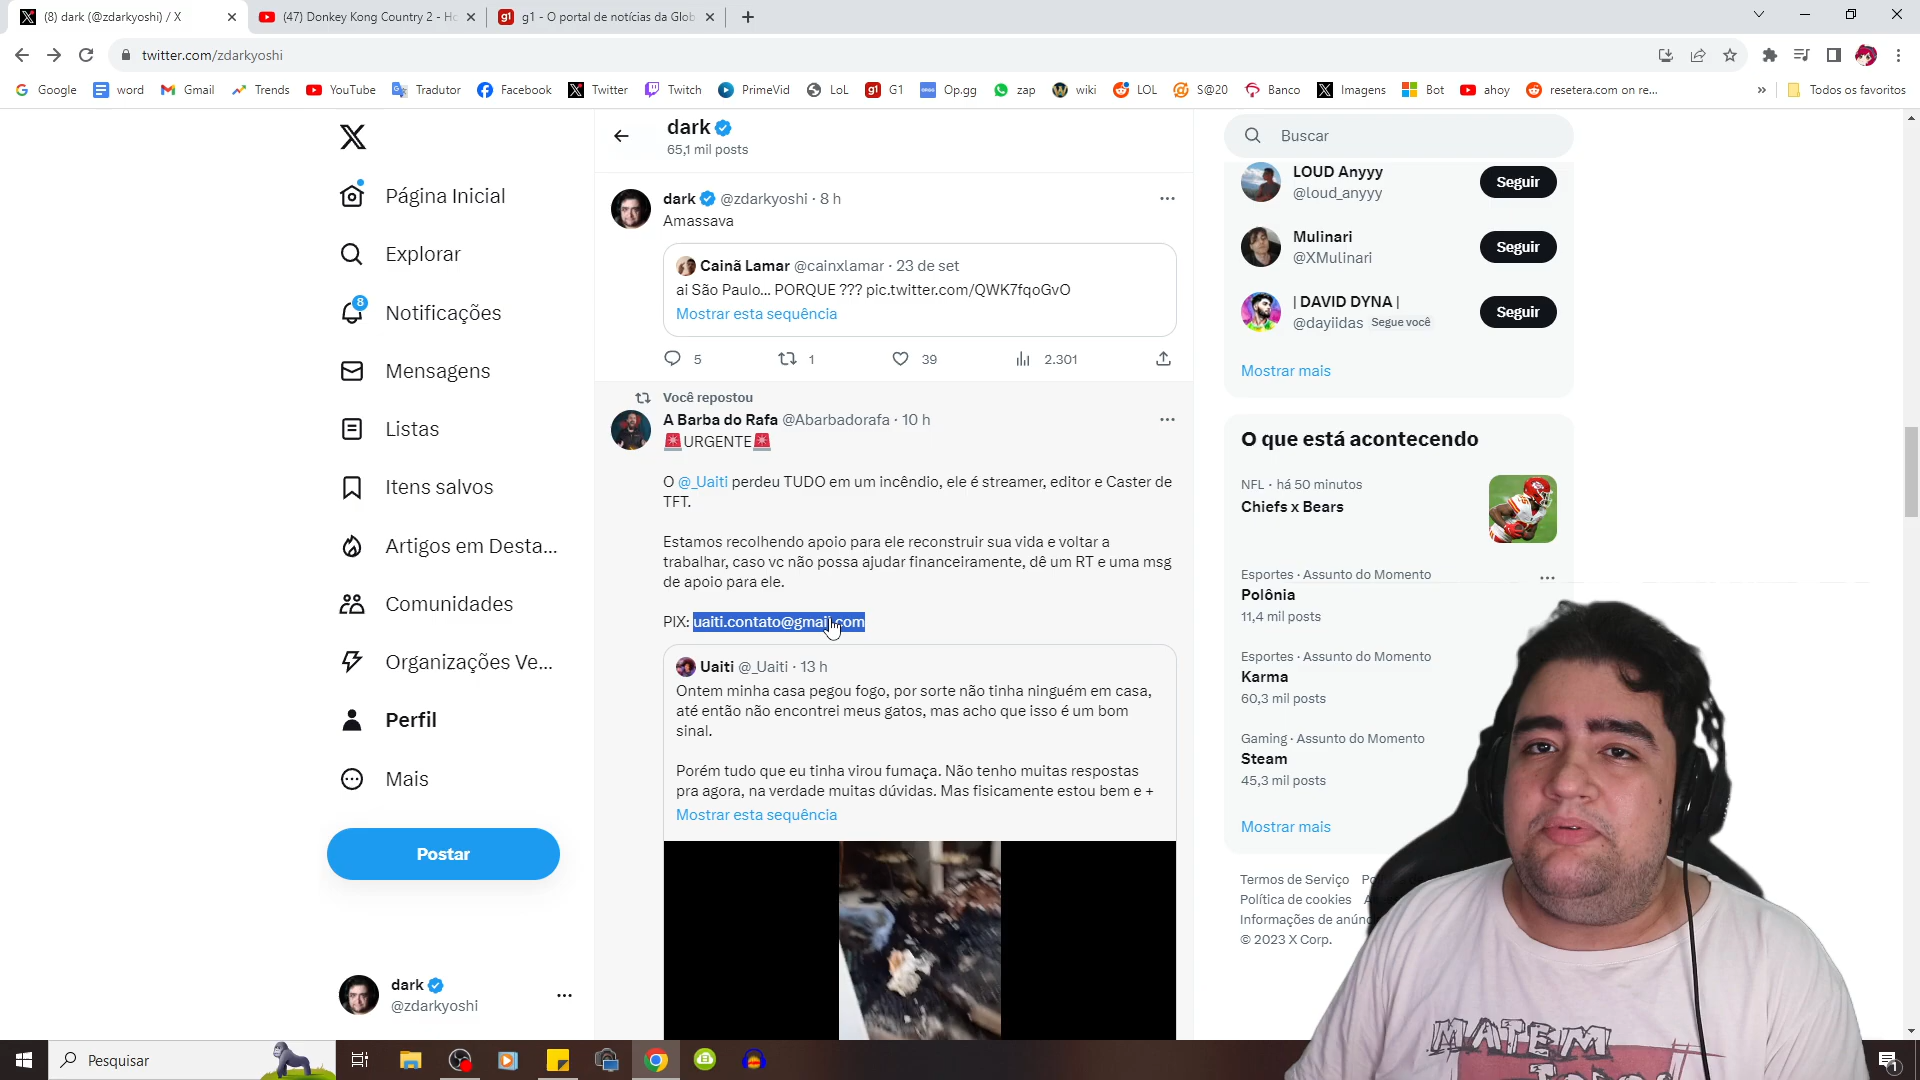 (8) dark (@zdarkyoshi) / X
(47) Donkey Kong Country 2 - Ho
g1 - O portal de notícias da Glob
twitter.com/zdarkyoshi
Google
word
Gmail
Trends
YouTube
Tradutor
Facebook
Twitter
Twitch
PrimeVid
LoL
G1
Op.gg
zap
wiki
LOL
S@20
Banco
Imagens
Bot
ahoy
resetera.com on re...
»
Todos os favoritos
Página Inicial
Explorar
8
Notificações
Mensagens
Listas
Itens salvos
Artigos em Desta...
Comunidades
Organizações Ve...
Perfil
Mais
Postar
dark
@zdarkyoshi
dark
65,1 mil posts
dark @zdarkyoshi · 8 h
Amassava
Cainã Lamar @cainxlamar · 23 de set
ai São Paulo... PORQUE ??? pic.twitter.com/QWK7fqoGvO
Mostrar esta sequência
5 1 39 2.301
Você repostou
A Barba do Rafa @Abarbadorafa · 10 h
🚨URGENTE🚨
O @_Uaiti perdeu TUDO em um incêndio, ele é streamer, editor e Caster de
TFT.
Estamos recolhendo apoio para ele reconstruir sua vida e voltar a
trabalhar, caso vc não possa ajudar financeiramente, dê um RT e uma msg
de apoio para ele.
PIX: uaiti.contato@gmail.com
Uaiti @_Uaiti · 13 h
Ontem minha casa pegou fogo, por sorte não tinha ninguém em casa,
até então não encontrei meus gatos, mas acho que isso é um bom
sinal.
Porém tudo que eu tinha virou fumaça. Não tenho muitas respostas
pra agora, na verdade muitas dúvidas. Mas fisicamente estou bem e +
Mostrar esta sequência
Buscar
LOUD Anyyy
@loud_anyyy
Seguir
Mulinari
@XMulinari
Seguir
| DAVID DYNA |
@dayiidas Segue você
Seguir
Mostrar mais
O que está acontecendo
NFL · há 50 minutos
Chiefs x Bears
Esportes · Assunto do Momento
Polônia
11,4 mil posts
Esportes · Assunto do Momento
Karma
60,3 mil posts
Gaming · Assunto do Momento
Steam
45,3 mil posts
Mostrar mais
Termos de Serviço
Política de cookies
Informações de anúnc
© 2023 X Corp.
MATEM
Pesquisar
1